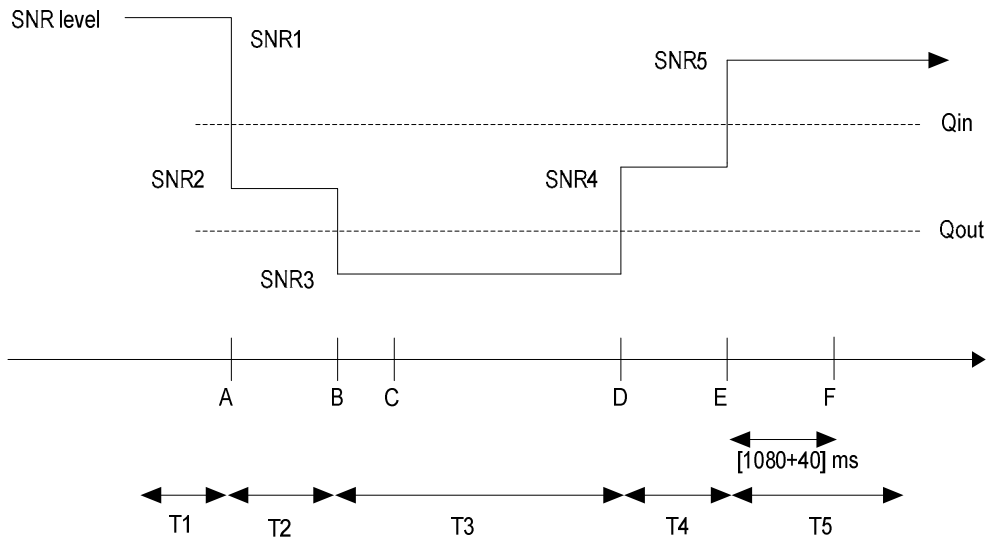 SNR level
SNR1
SNR5
Qin
SNR2
SNR4
Qout
SNR3
A B C D E F
[1080+40] ms
T1 T2 T3 T4 T5